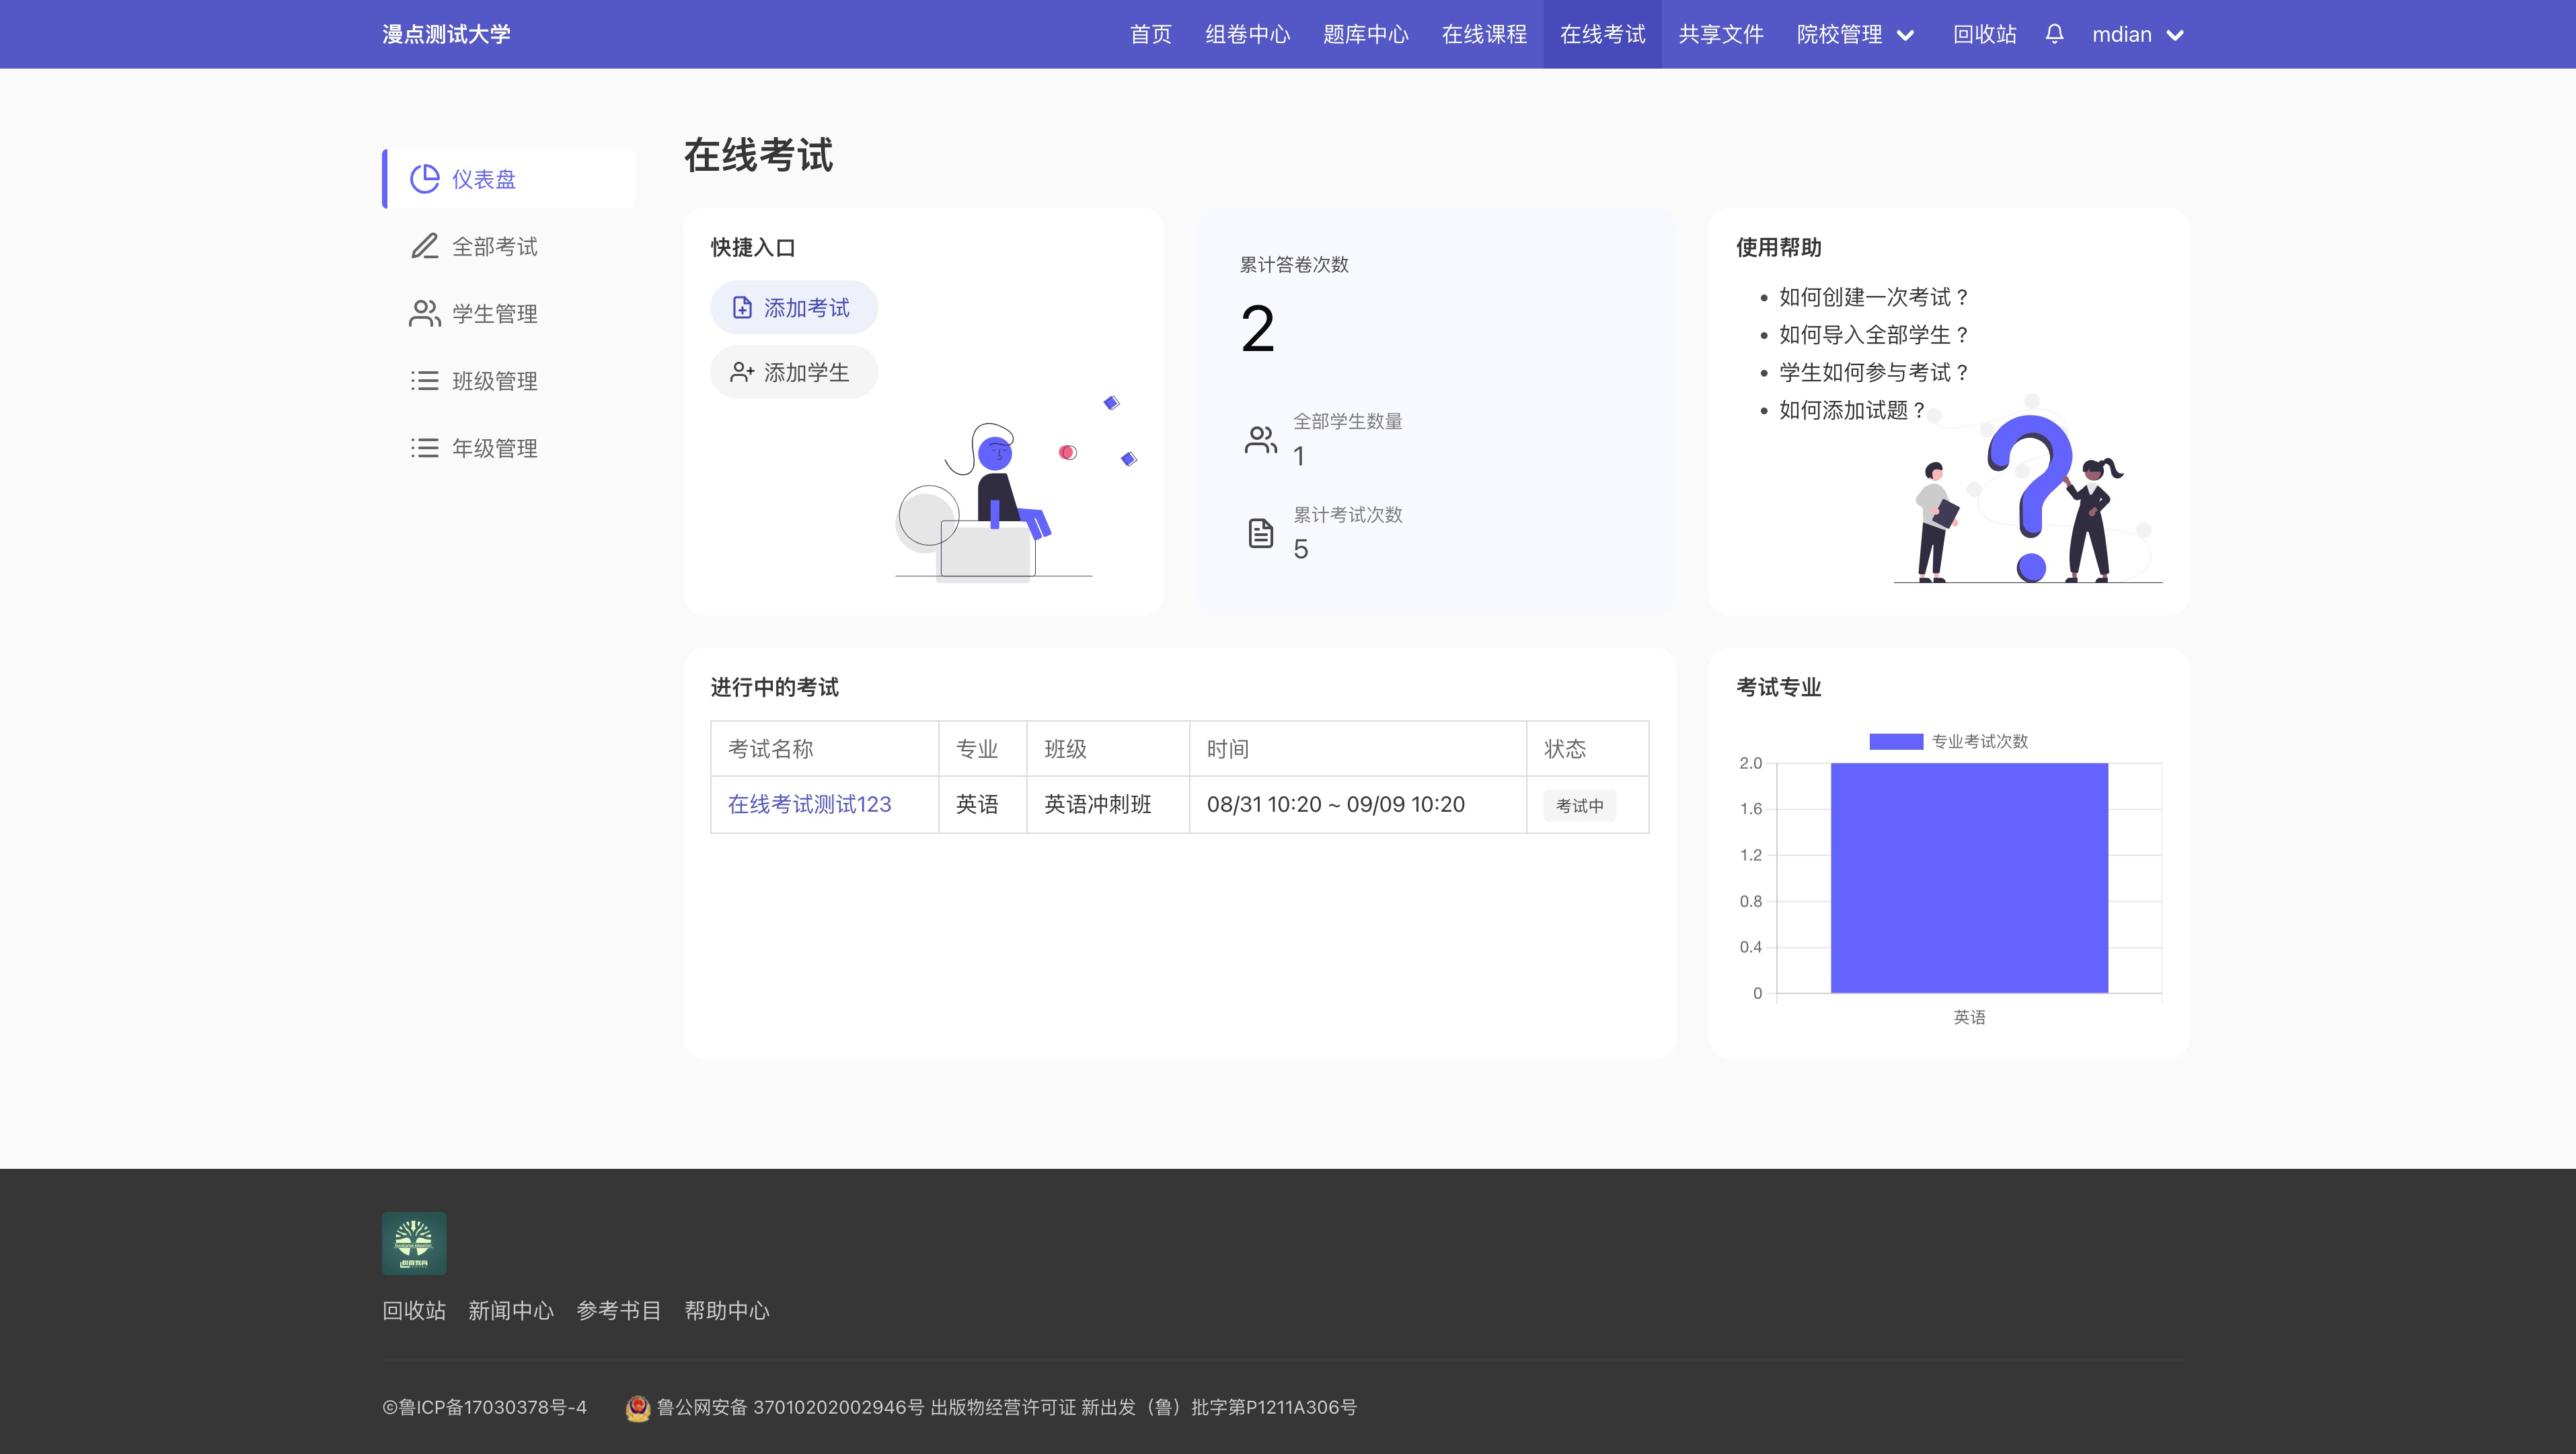 漫点测试大学
首页 组卷中心 题库中心 在线课程 在线考试 共享文件 院校管理 回收站 mdian
仪表盘
全部考试
学生管理
班级管理
年级管理
在线考试
快捷入口
添加考试
添加学生
累计答卷次数
2
全部学生数量
1
累计考试次数
5
使用帮助
如何创建一次考试？
如何导入全部学生？
学生如何参与考试？
如何添加试题？
进行中的考试
考试名称 专业 班级 时间 状态
在线考试测试123 英语 英语冲刺班 08/31 10:20 ~ 09/09 10:20 考试中
考试专业
专业考试次数
2.0
1.6
1.2
0.8
0.4
0
英语
回收站 新闻中心 参考书目 帮助中心
©鲁ICP备17030378号-4 鲁公网安备 37010202002946号 出版物经营许可证 新出发（鲁）批字第P1211A306号